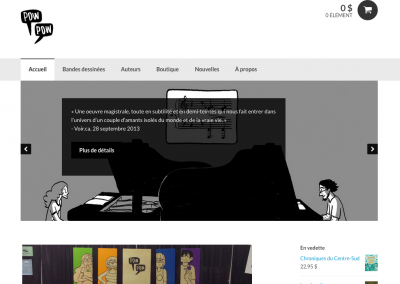 POW
POW
0 $
0 ELEMENT
Accueil Bandes dessinées Auteurs Boutique Nouvelles À propos
« Une oeuvre magistrale, toute en subtilité et en demi-teintes qui nous fait entrer dans
l'univers d'un couple d'amants isolés du monde et de la vraie vie. »
- Voir.ca, 28 septembre 2013
Plus de détails
POW
POW
En vedette
Chroniques du Centre-Sud
22.95 $